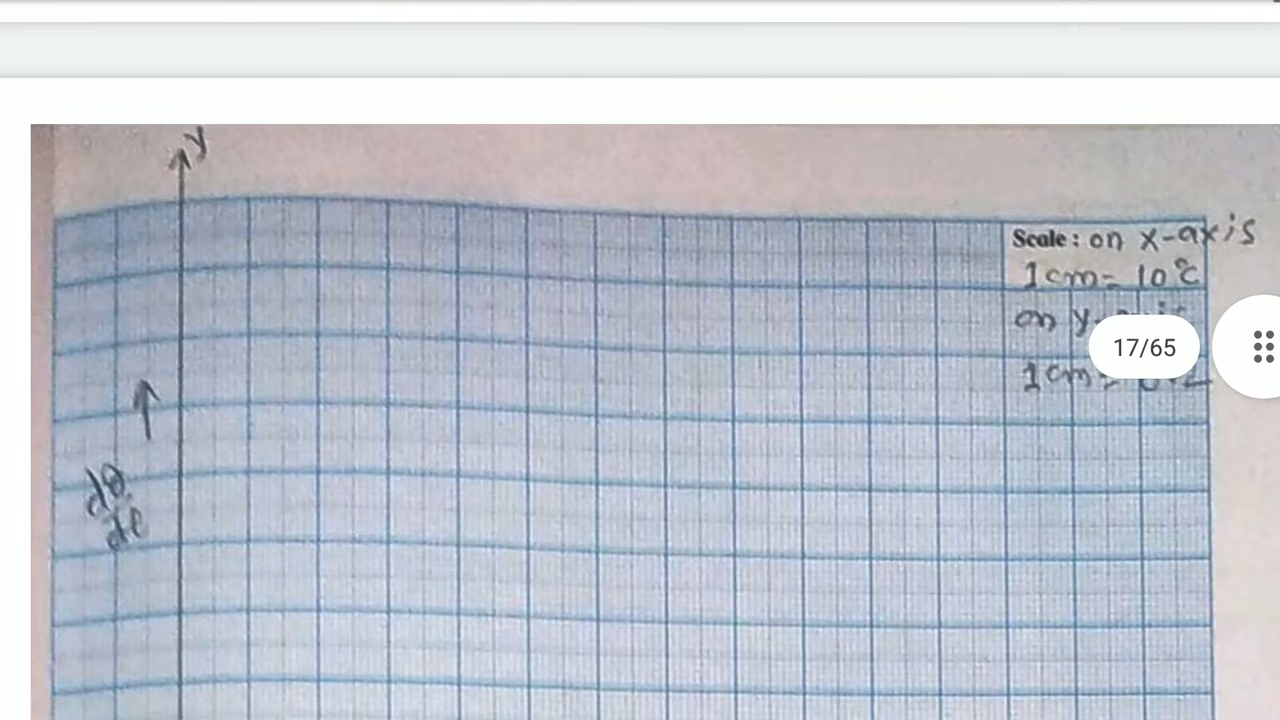 y
Scale : on x-axis
1cm = 10°C
on y-
17/65
1cm =
dθ
dt